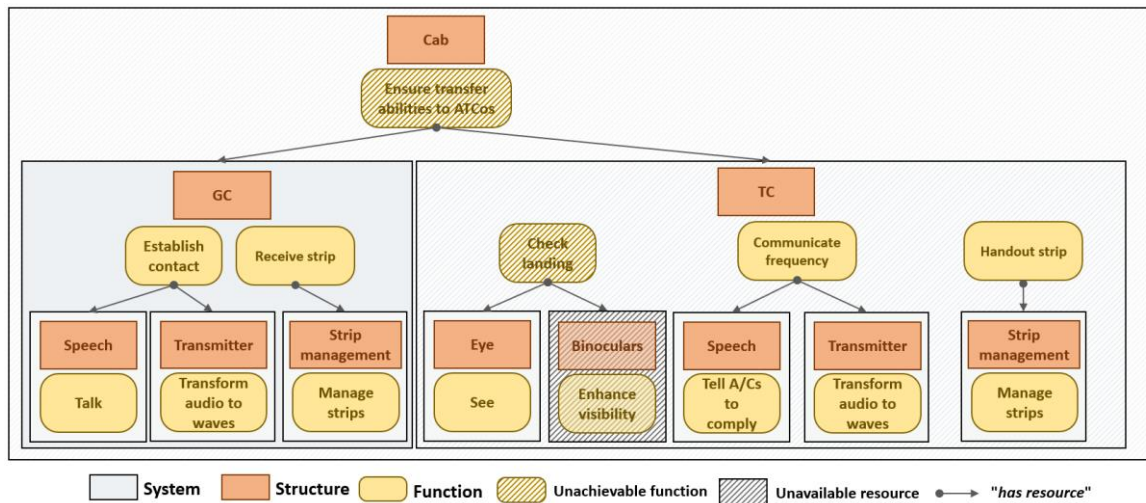 Cab
Ensure transfer
abilities to ATCos
GC
TC
Establish
contact
Receive strip
Check
landing
Communicate
frequency
Handout strip
Speech
Transmitter
Strip
management
Eye
Binoculars
Speech
Transmitter
Strip
management
Talk
Transform
audio to
waves
Manage
strips
See
Enhance
visibility
Tell A/Cs
to
comply
Transform
audio to
waves
Manage
strips
System
Structure
Function
Unachievable function
Unavailable resource
"has resource"